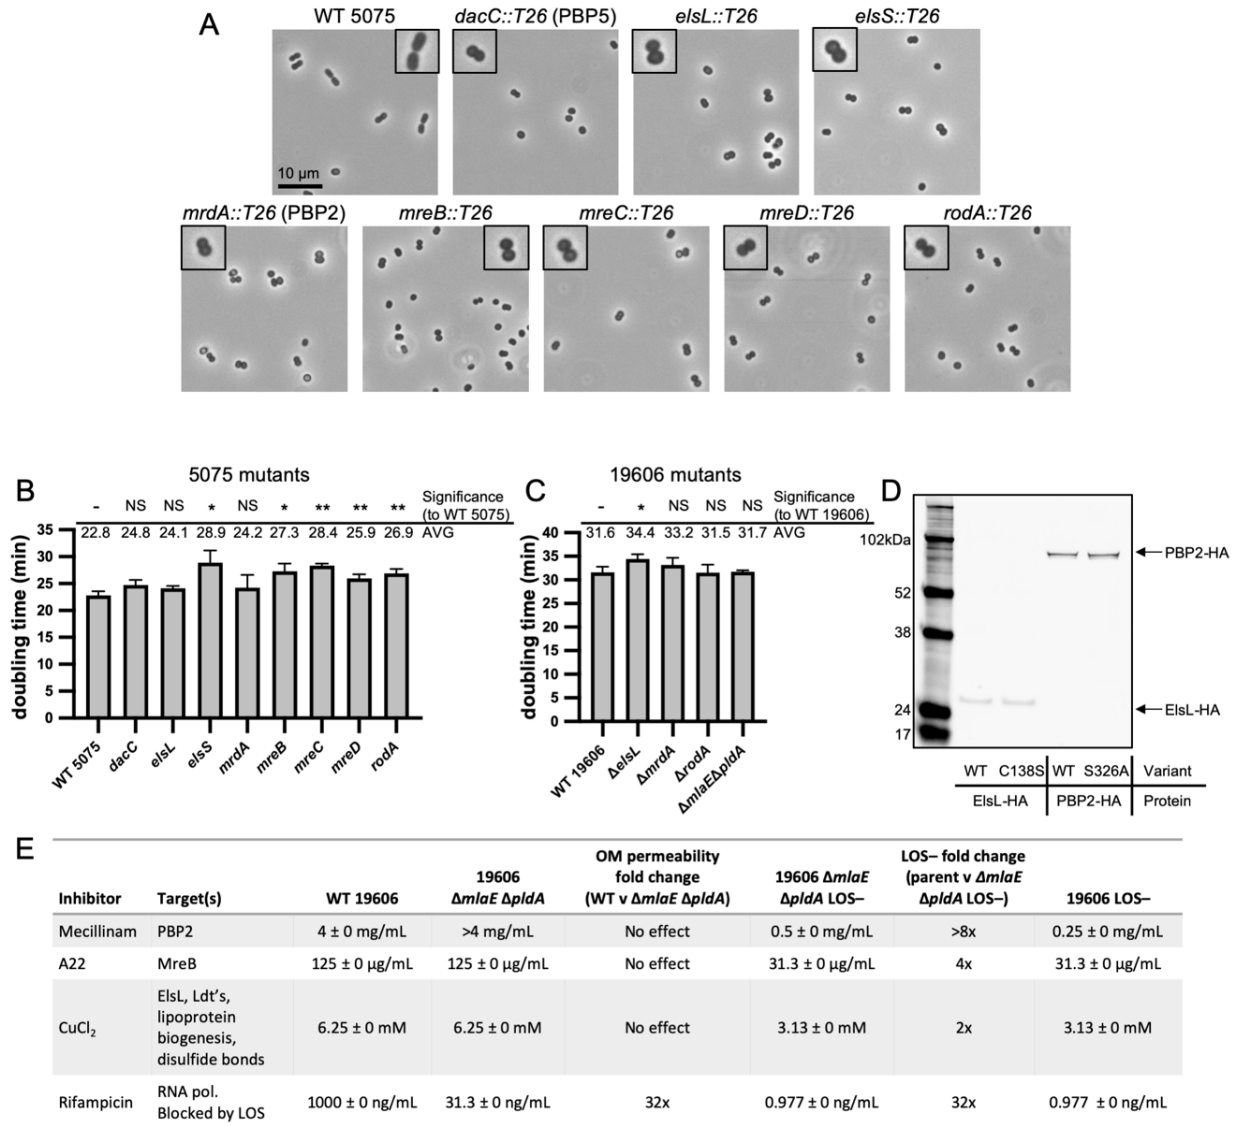 A
WT 5075
dacC::T26 (PBP5)
elsL::T26
elsS::T26
10 µm
mrdA::T26 (PBP2)
mreB::T26
mreC::T26
mreD::T26
rodA::T26
B
5075 mutants
- NS NS * NS * ** ** **
Significance
(to WT 5075)
22.8 24.8 24.1 28.9 24.2 27.3 28.4 25.9 26.9 AVG
doubling time (min)
35
30
25
20
15
10
5
0
WT 5075
dacC
elsL
elsS
mrdA
mreB
mreC
mreD
rodA
C
19606 mutants
- * NS NS NS
Significance
(to WT 19606)
31.6 34.4 33.2 31.5 31.7 AVG
doubling time (min)
40
35
30
25
20
15
10
5
0
WT 19606
ΔelsL
ΔmrdA
ΔrodA
ΔmlaEΔpldA
D
102kDa
52
38
24
17
PBP2-HA
ElsL-HA
WT C138S WT S326A Variant
ElsL-HA PBP2-HA Protein
E
Inhibitor Target(s) WT 19606 19606 ΔmlaE ΔpldA OM permeability fold change (WT v ΔmlaE ΔpldA) 19606 ΔmlaE ΔpldA LOS– LOS– fold change (parent v ΔmlaE ΔpldA LOS–) 19606 LOS–
Mecillinam PBP2 4 ± 0 mg/mL >4 mg/mL No effect 0.5 ± 0 mg/mL >8x 0.25 ± 0 mg/mL
A22 MreB 125 ± 0 µg/mL 125 ± 0 µg/mL No effect 31.3 ± 0 µg/mL 4x 31.3 ± 0 µg/mL
CuCl₂ ElsL, Ldt's, lipoprotein biogenesis, disulfide bonds 6.25 ± 0 mM 6.25 ± 0 mM No effect 3.13 ± 0 mM 2x 3.13 ± 0 mM
Rifampicin RNA pol. Blocked by LOS 1000 ± 0 ng/mL 31.3 ± 0 ng/mL 32x 0.977 ± 0 ng/mL 32x 0.977 ± 0 ng/mL